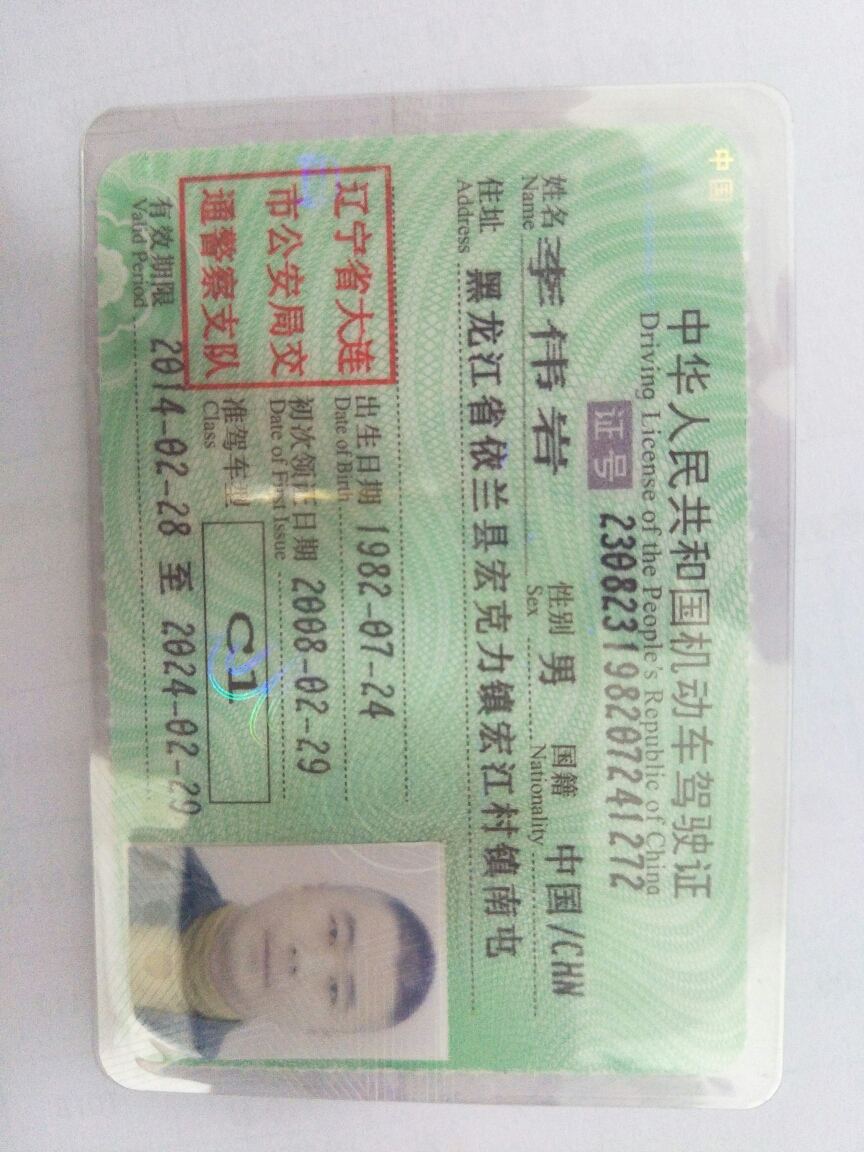 中国
中华人民共和国机动车驾驶证
Driving License of the People's Republic of China
证号 230823198207241272
姓名 李伟岩 性别 男 国籍 中国/CHN
Name Sex Nationality
住址 黑龙江省依兰县宏克力镇宏江村镇南屯
Address
辽宁省大连
市公安局交
通警察支队
出生日期 1982-07-24
Date of Birth
初次领证日期 2008-02-29
Date of First Issue
准驾车型 C1
Class
有效期限 2014-02-28 至 2024-02-29
Valid Period